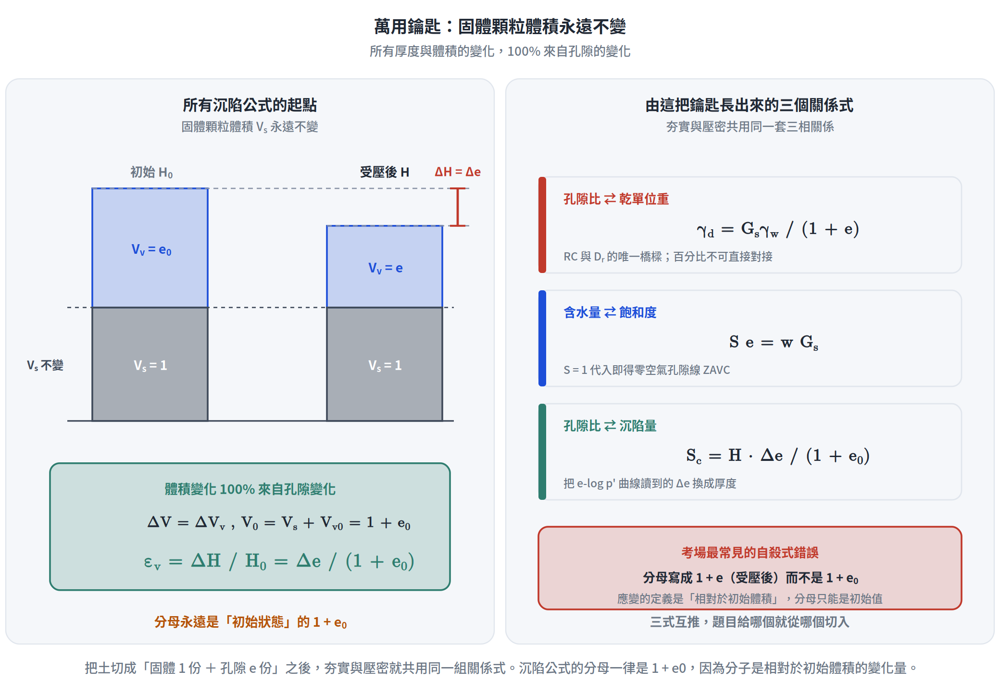 萬用鑰匙：固體顆粒體積永遠不變
所有厚度與體積的變化，100% 來自孔隙的變化
所有沉陷公式的起點
固體顆粒體積 Vₛ 永遠不變
初始 H₀
受壓後 H
ΔH = Δe
Vᵥ = e₀
Vᵥ = e
Vₛ 不變
Vₛ = 1
Vₛ = 1
體積變化 100% 來自孔隙變化
ΔV = ΔVᵥ , V₀ = Vₛ + Vᵥ₀ = 1 + e₀
εᵥ = ΔH / H₀ = Δe / (1 + e₀)
分母永遠是「初始狀態」的 1 + e₀
由這把鑰匙長出來的三個關係式
夯實與壓密共用同一套三相關係
孔隙比 ⇄ 乾單位重
γd = Gₛγw / (1 + e)
RC 與 Dᵣ 的唯一橋樑；百分比不可直接對接
含水量 ⇄ 飽和度
S e = w Gₛ
S = 1 代入即得零空氣孔隙線 ZAVC
孔隙比 ⇄ 沉陷量
Sc = H · Δe / (1 + e₀)
把 e-log p' 曲線讀到的 Δe 換成厚度
考場最常見的自殺式錯誤
分母寫成 1 + e（受壓後）而不是 1 + e₀
應變的定義是「相對於初始體積」，分母只能是初始值
三式互推，題目給哪個就從哪個切入
把土切成「固體 1 份 ＋ 孔隙 e 份」之後，夯實與壓密就共用同一組關係式。沉陷公式的分母一律是 1 + e0，因為分子是相對於初始體積的變化量。